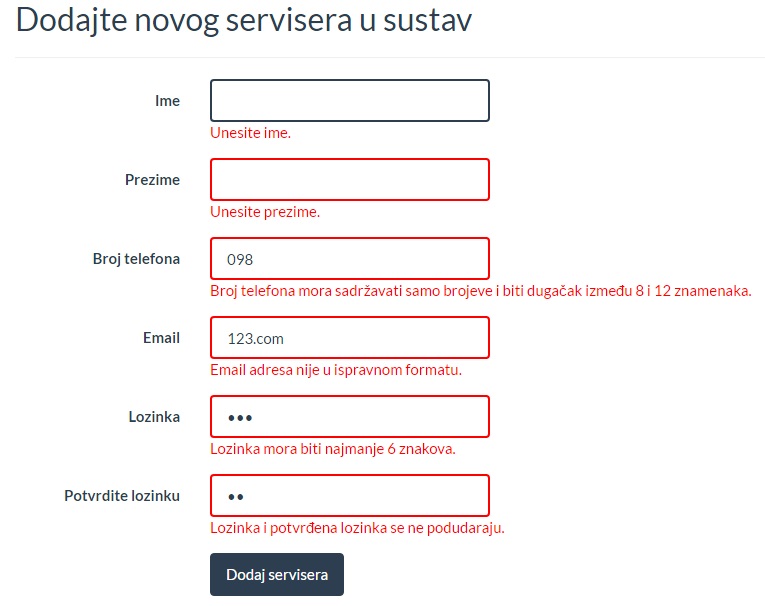 Dodajte novog servisera u sustav
Ime
Unesite ime.
Prezime
Unesite prezime.
Broj telefona
098
Broj telefona mora sadržavati samo brojeve i biti dugačak između 8 i 12 znamenaka.
Email
123.com
Email adresa nije u ispravnom formatu.
Lozinka
•••
Lozinka mora biti najmanje 6 znakova.
Potvrdite lozinku
••
Lozinka i potvrđena lozinka se ne podudaraju.
Dodaj servisera